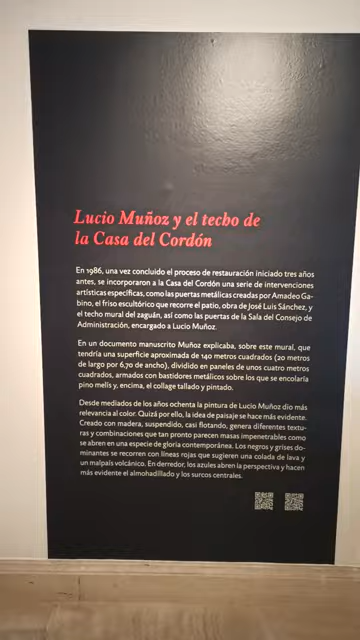 Lucio Muñoz y el techo de
la Casa del Cordón
En 1986, una vez concluido el proceso de restauración iniciado tres años
antes, se incorporaron a la Casa del Cordón una serie de intervenciones
artísticas específicas, como las puertas metálicas creadas por Amadeo Ga-
bino, el friso escultórico que recorre el patio, obra de José Luis Sánchez, y
el techo mural del zaguán, así como las puertas de la Sala del Consejo de
Administración, encargado a Lucio Muñoz.
En un documento manuscrito Muñoz explicaba, sobre este mural, que
tendría una superficie aproximada de 140 metros cuadrados (20 metros
de largo por 6,70 de ancho), dividido en paneles de unos cuatro metros
cuadrados, armados con bastidores metálicos sobre los que se encolaría
pino melis y, encima, el collage tallado y pintado.
Desde mediados de los años ochenta la pintura de Lucio Muñoz dio más
relevancia al color. Quizá por ello, la idea de paisaje se hace más evidente.
Creado con madera, suspendido, casi flotando, genera diferentes textu-
ras y combinaciones que tan pronto parecen masas impenetrables como
se abren en una especie de gloria contemporánea. Los negros y grises do-
minantes se recorren con líneas rojas que sugieren una colada de lava y
un malpaís volcánico. En derredor, los azules abren la perspectiva y hacen
más evidente el almohadillado y los surcos centrales.